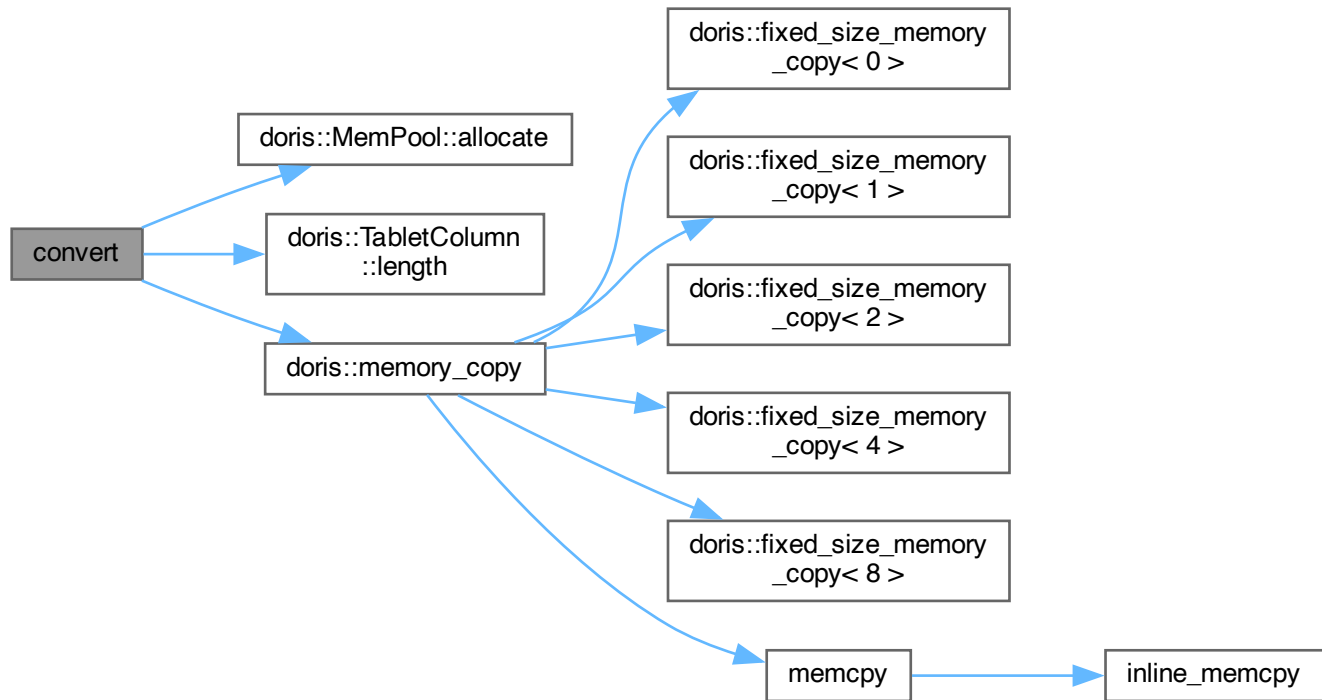 convert
doris::MemPool::allocate
doris::TabletColumn
::length
doris::memory_copy
doris::fixed_size_memory
_copy< 0 >
doris::fixed_size_memory
_copy< 1 >
doris::fixed_size_memory
_copy< 2 >
doris::fixed_size_memory
_copy< 4 >
doris::fixed_size_memory
_copy< 8 >
memcpy
inline_memcpy